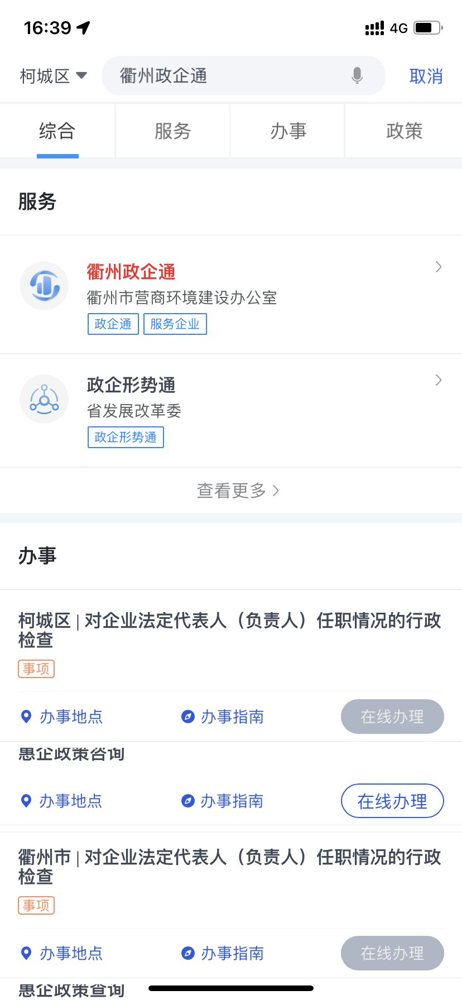 16:39
4G
柯城区
衢州政企通
取消
综合
服务
办事
政策
服务
衢州政企通
衢州市营商环境建设办公室
政企通
服务企业
政企形势通
省发展改革委
政企形势通
查看更多
办事
柯城区 | 对企业法定代表人（负责人）任职情况的行政
检查
事项
办事地点
办事指南
在线办理
惠企政策咨询
办事地点
办事指南
在线办理
衢州市 | 对企业法定代表人（负责人）任职情况的行政
检查
事项
办事地点
办事指南
在线办理
惠企政策查询